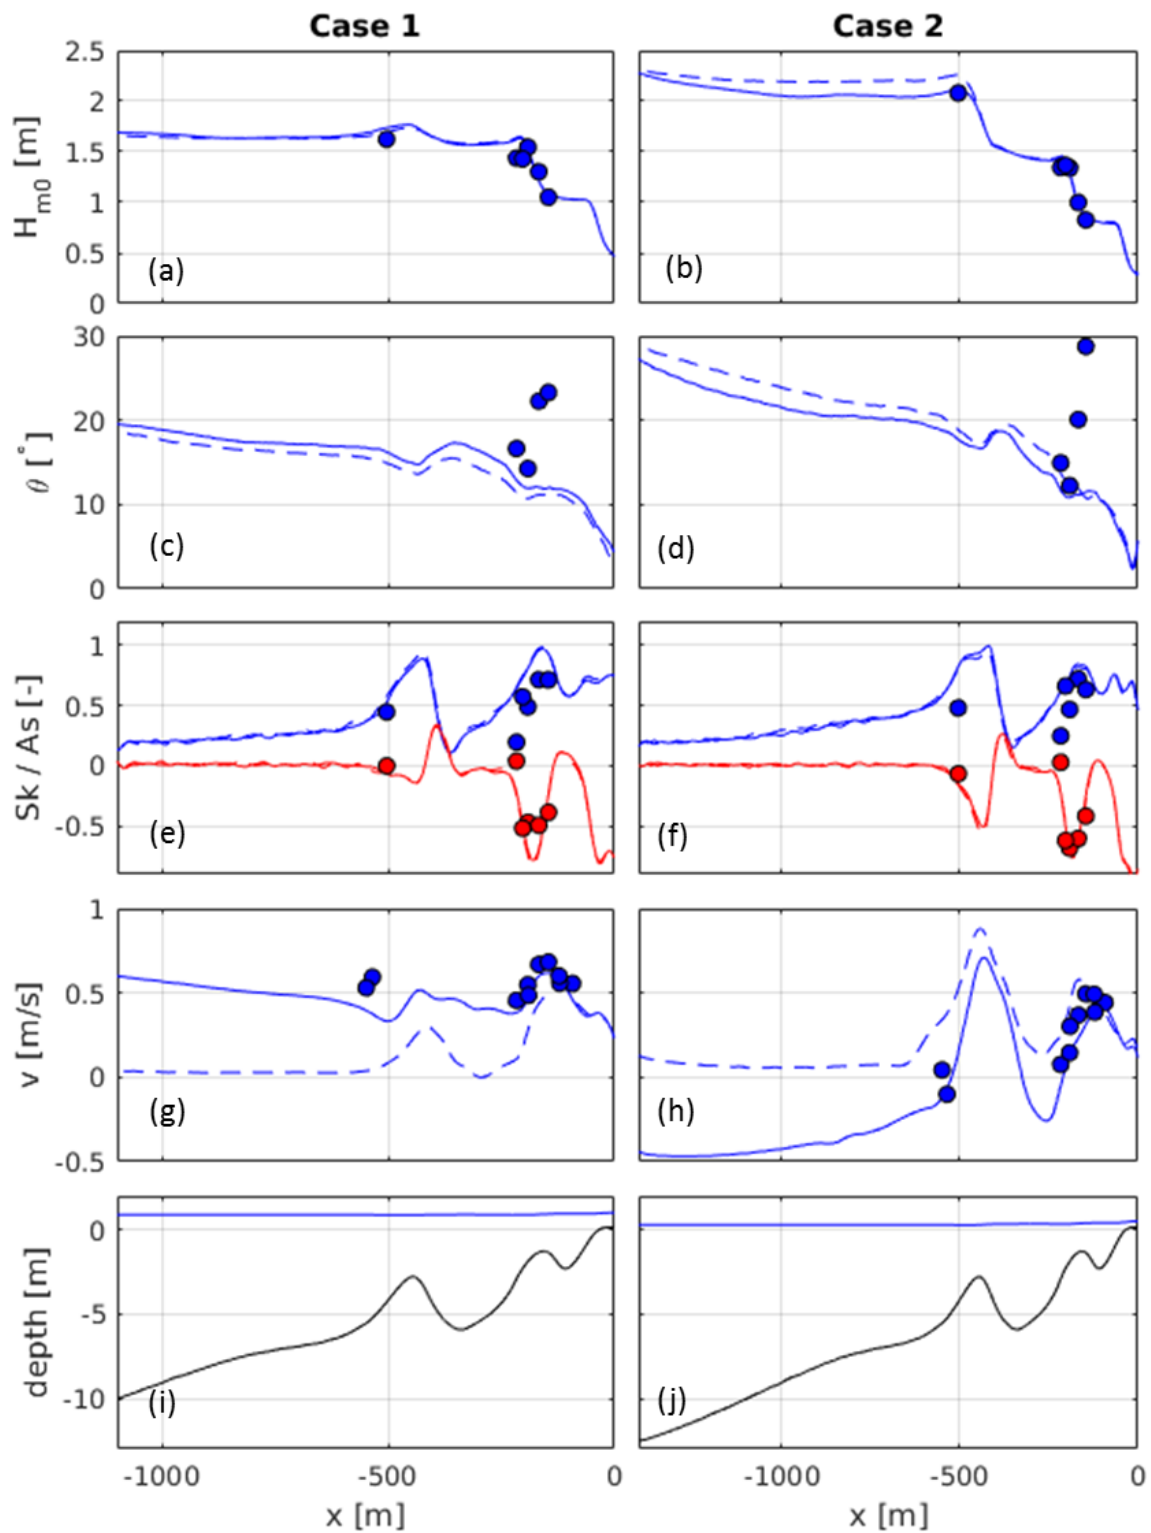 Case 1 Case 2
2.5
2
1.5
1
0.5
0
H_m0 [m]
(a) (b)
30
20
10
0
θ [°]
(c) (d)
1
0.5
0
-0.5
Sk / As [-]
(e) (f)
1
0.5
0
-0.5
v [m/s]
(g) (h)
0
-5
-10
depth [m]
(i) (j)
-1000 -500 0 -1000 -500 0
x [m] x [m]